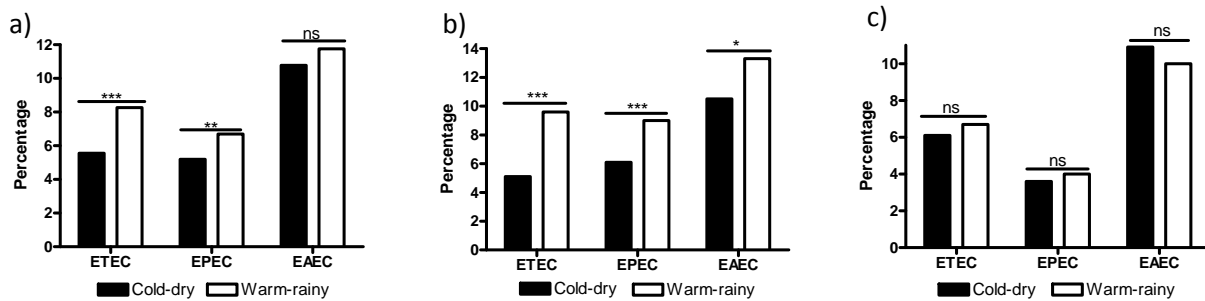 a)
ns
12
10
8
6
4
2
0
***
**
Percentage
ETEC EPEC EAEC
Cold-dry Warm-rainy
b)
*
14
12
10
8
6
4
2
0
***
***
Percentage
ETEC EPEC EAEC
Cold-dry Warm-rainy
c)
ns
10
8
6
4
2
0
ns
ns
Percentage
ETEC EPEC EAEC
Cold-dry Warm-rainy